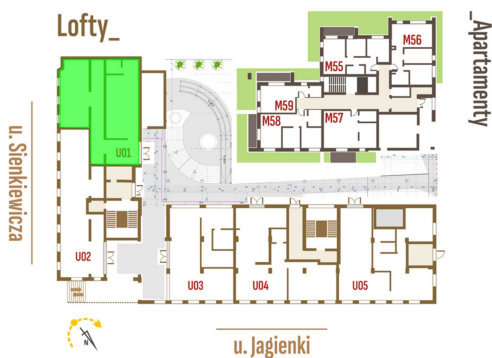 Lofty_
_Apartamenty
M56
M55
M59
M58
M57
U01
u. Sienkiewicza
U02
U03
U04
U05
N
u. Jagienki